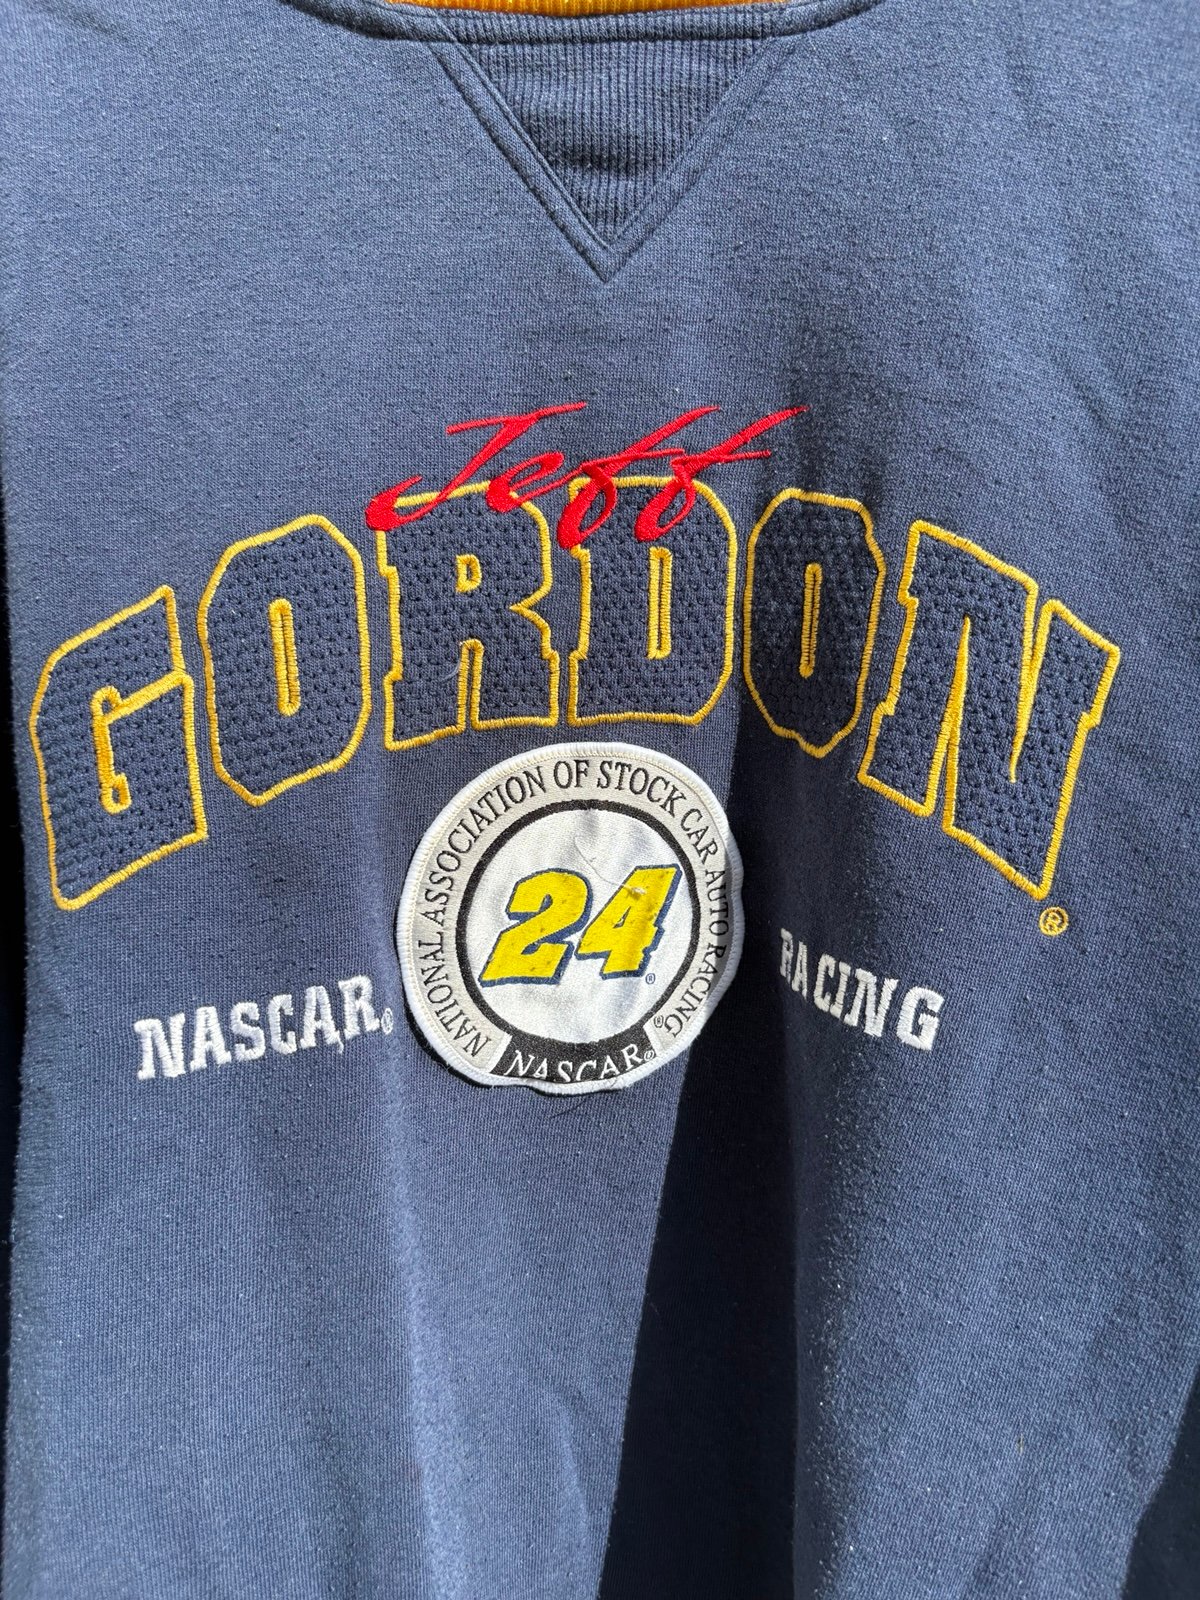 Jeff
GORDON®
NASCAR®
NATIONAL ASSOCIATION OF STOCK CAR AUTO RACING®
24®
NASCAR®
RACING